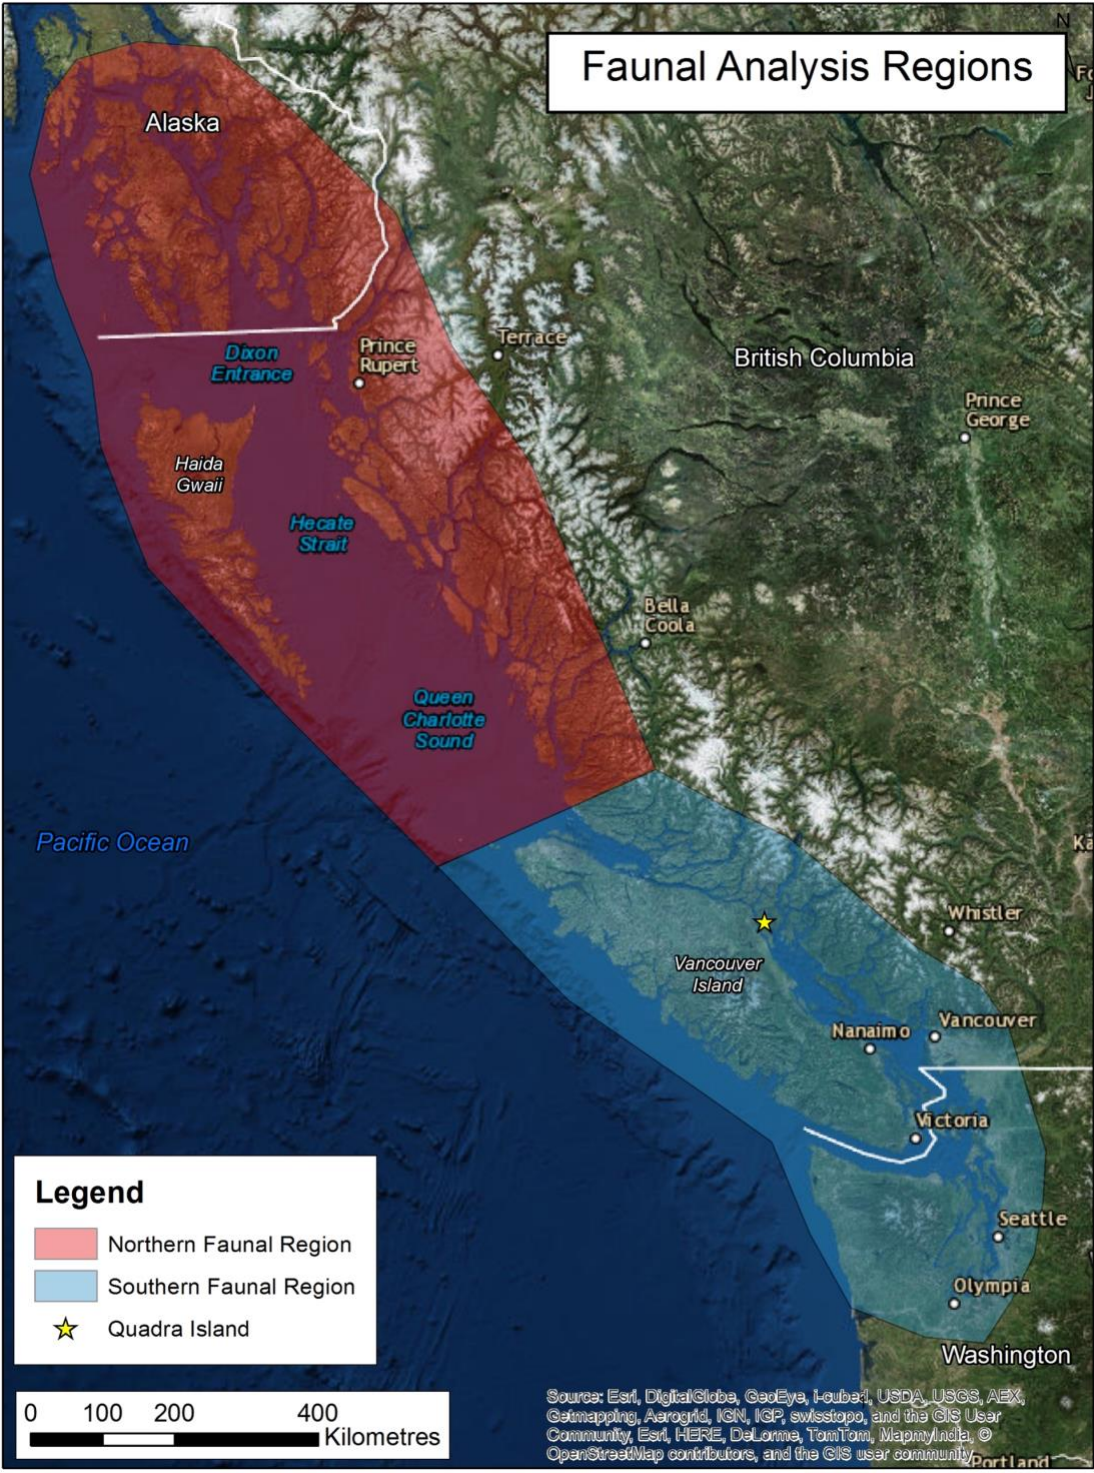 N
Faunal Analysis Regions
Alaska
Dixon
Entrance
Prince
Rupert
Terrace
British Columbia
Prince
George
Haida
Gwaii
Hecate
Strait
Bella
Coola
Queen
Charlotte
Sound
Pacific Ocean
Whistler
Vancouver
Island
Nanaimo
Vancouver
Victoria
Seattle
Olympia
Washington
Legend
Northern Faunal Region
Southern Faunal Region
Quadra Island
0 100 200 400
Kilometres
Source: Esri, DigitalGlobe, GeoEye, i-cubed, USDA, USGS, AEX,
Getmapping, Aerogrid, IGN, IGP, swisstopo, and the GIS User
Community, Esri, HERE, DeLorme, TomTom, MapmyIndia, ©
OpenStreetMap contributors, and the GIS user community
Portland